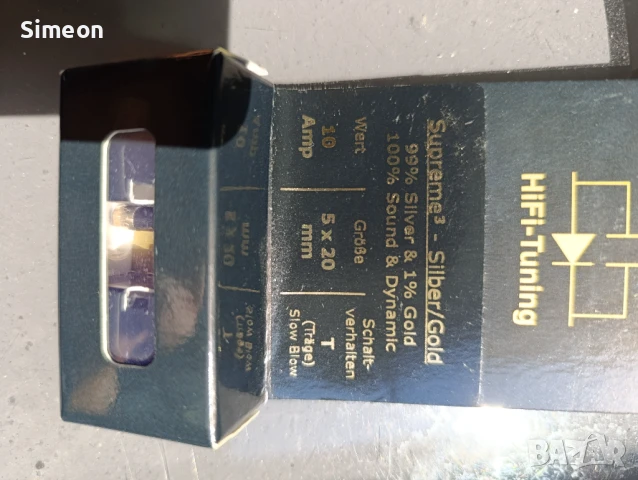 Simeon
HiFi-Tuning
Supreme³ - Silber/Gold
99% Silver & 1% Gold
100% Sound & Dynamic
Wert
Größe
Schalt-
verhalten
10
Amp
5 x 20
mm
T
(Träge)
Slow Blow
BAZAR